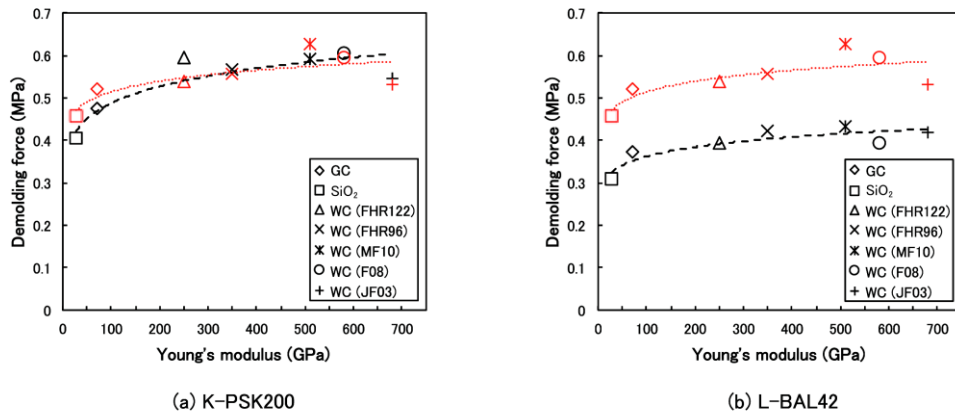 0.7
0.6
0.5
0.4
0.3
0.2
0.1
0
Demolding force (MPa)
GC
SiO₂
WC (FHR122)
WC (FHR96)
WC (MF10)
WC (F08)
WC (JF03)
0 100 200 300 400 500 600 700
Young's modulus (GPa)
(a) K-PSK200
0.7
0.6
0.5
0.4
0.3
0.2
0.1
0
Demolding force (MPa)
GC
SiO₂
WC (FHR122)
WC (FHR96)
WC (MF10)
WC (F08)
WC (JF03)
0 100 200 300 400 500 600 700
Young's modulus (GPa)
(b) L-BAL42